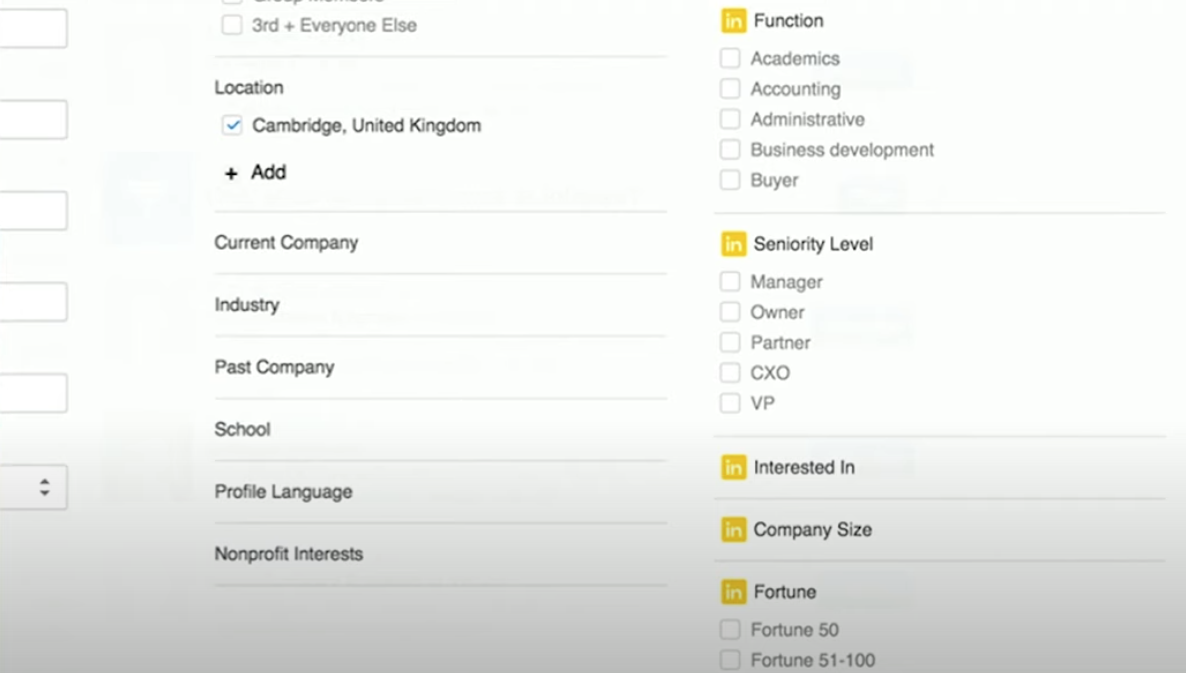 Group Members
3rd + Everyone Else
Location
Cambridge, United Kingdom
+ Add
Current Company
Industry
Past Company
School
Profile Language
Nonprofit Interests
in Function
Academics
Accounting
Administrative
Business development
Buyer
in Seniority Level
Manager
Owner
Partner
CXO
VP
in Interested In
in Company Size
in Fortune
Fortune 50
Fortune 51-100